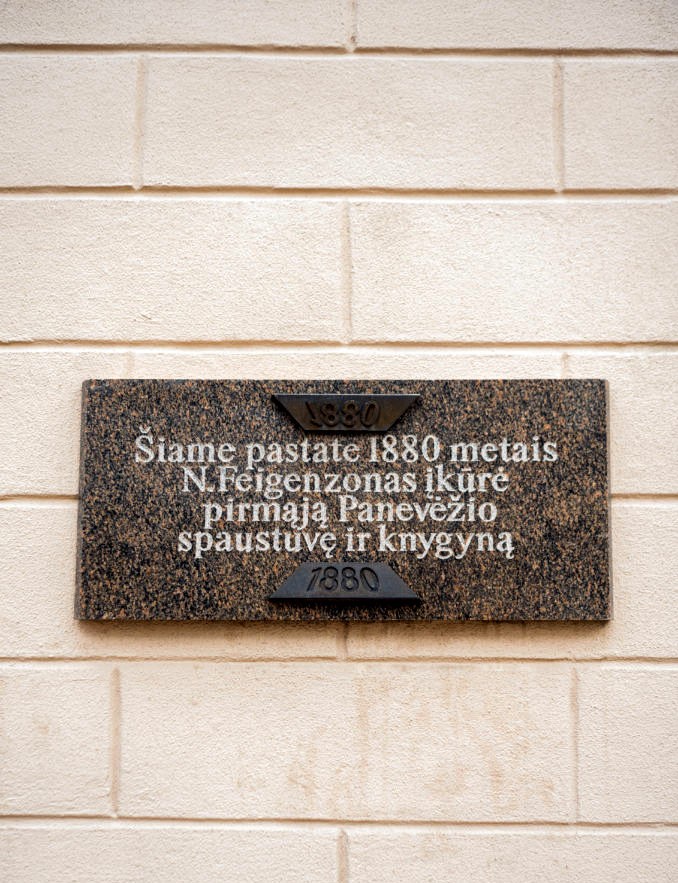 1880
Šiame pastate 1880 metais
N.Feigenzonas įkūrė
pirmąją Panevėžio
spaustuvę ir knygyną
1880